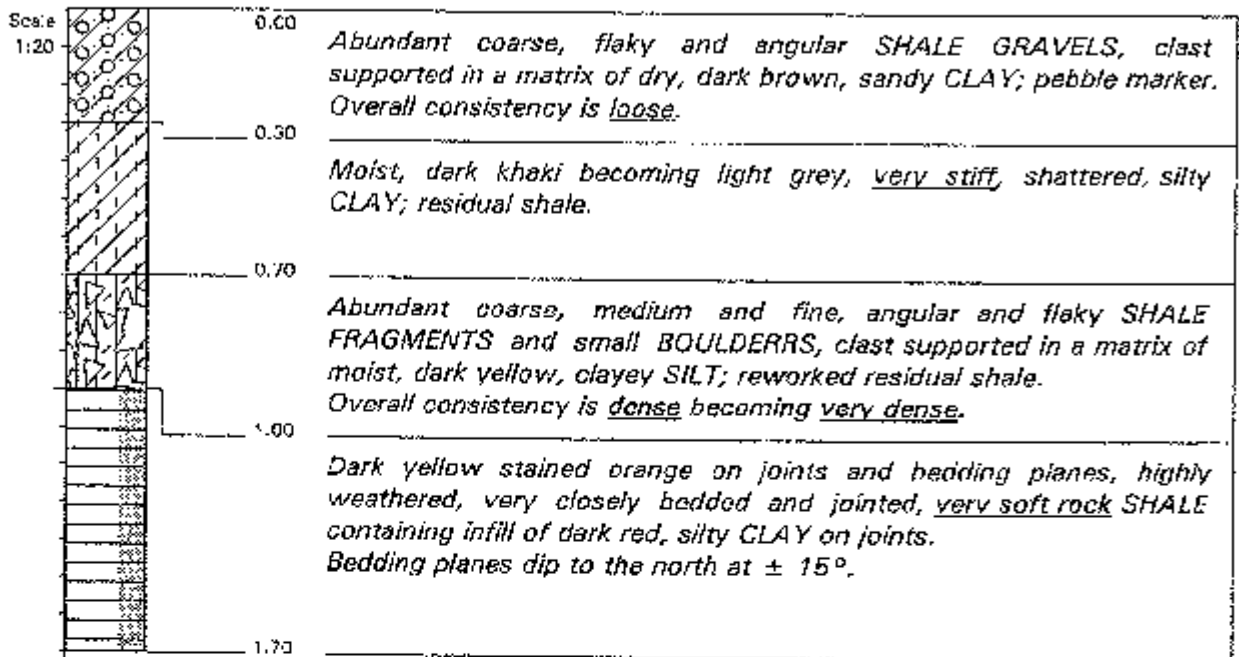 Scale
1:20
0.00
Abundant coarse, flaky and angular SHALE GRAVELS, clast
supported in a matrix of dry, dark brown, sandy CLAY; pebble marker.
Overall consistency is loose.
0.30
Moist, dark khaki becoming light grey, very stiff, shattered, silty
CLAY; residual shale.
0.70
Abundant coarse, medium and fine, angular and flaky SHALE
FRAGMENTS and small BOULDERRS, clast supported in a matrix of
moist, dark yellow, clayey SILT; reworked residual shale.
Overall consistency is dense becoming very dense.
1.00
Dark yellow stained orange on joints and bedding planes, highly
weathered, very closely bedded and jointed, very soft rock SHALE
containing infill of dark red, silty CLAY on joints.
Bedding planes dip to the north at ± 15º.
1.70